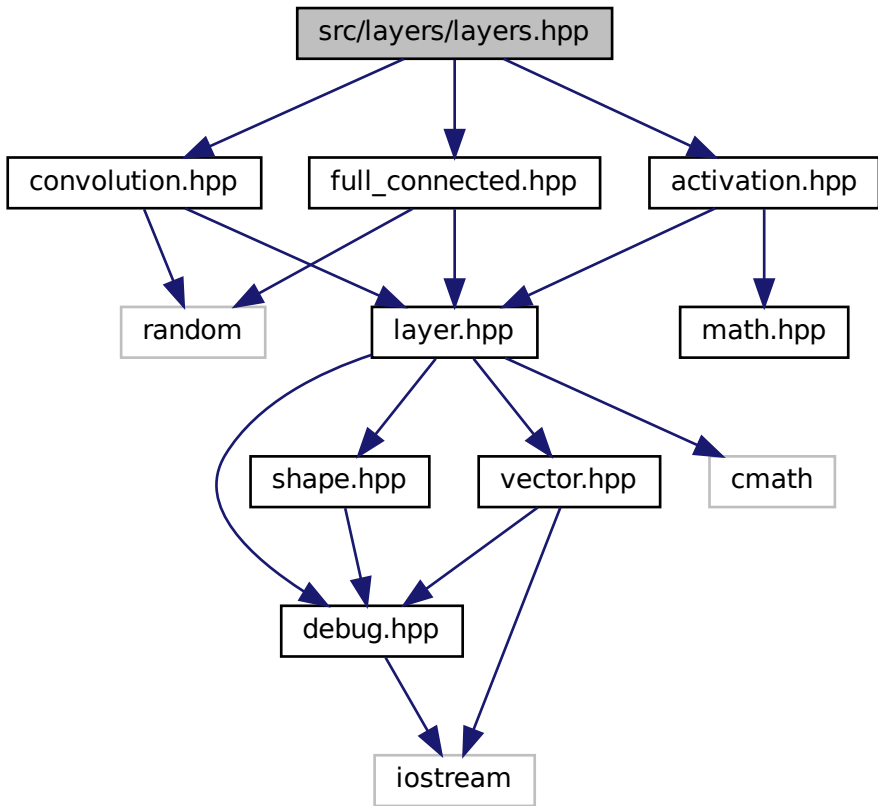 src/layers/layers.hpp
convolution.hpp
full_connected.hpp
activation.hpp
random
layer.hpp
math.hpp
shape.hpp
vector.hpp
cmath
debug.hpp
iostream